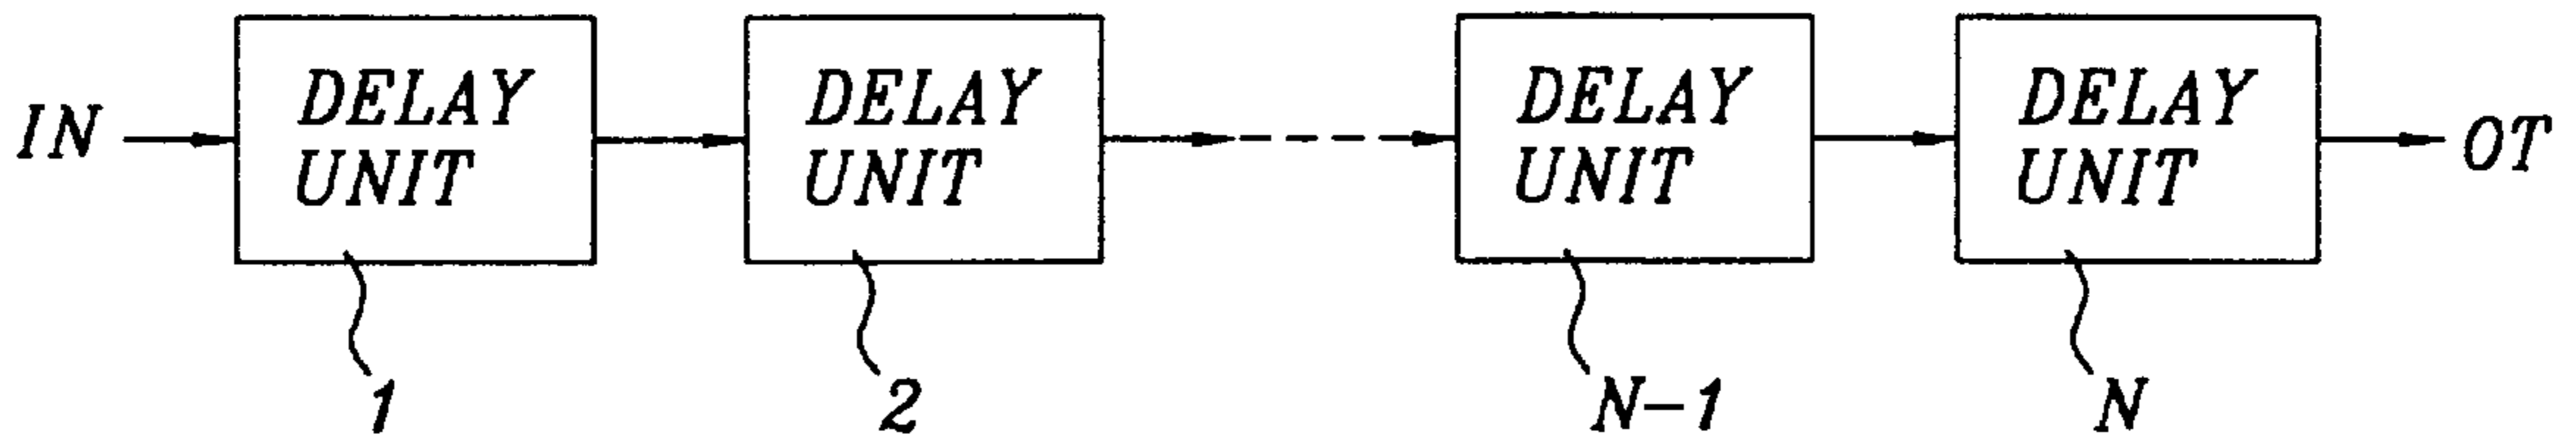 IN
DELAY
UNIT
DELAY
UNIT
DELAY
UNIT
DELAY
UNIT
OT
1
2
N-1
N